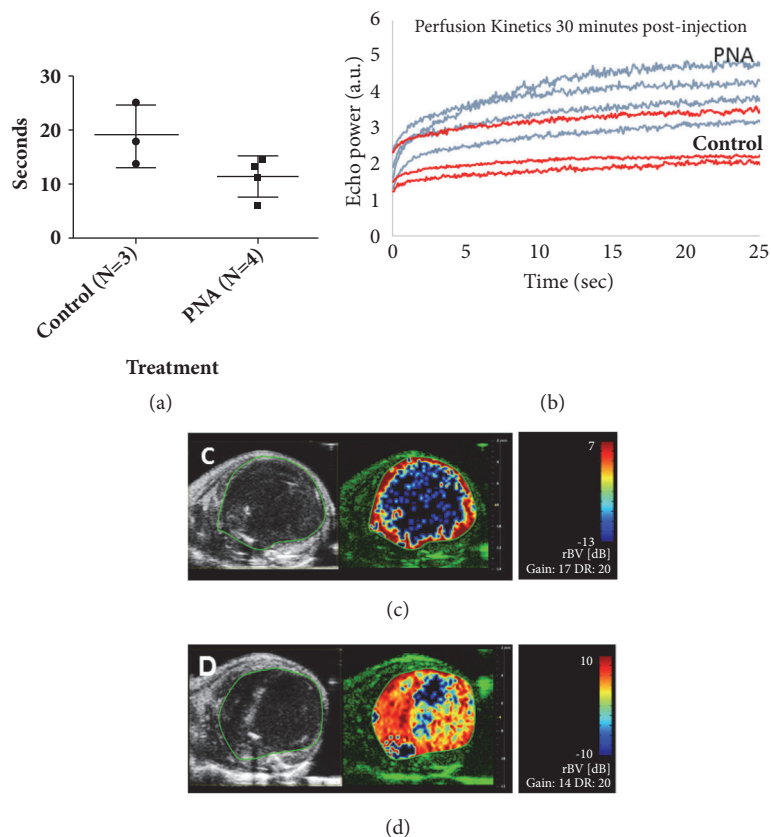 30
20
10
0
Seconds
Control (N=3)
PNA (N=4)
Treatment
(a)
Perfusion Kinetics 30 minutes post-injection
6
5
4
3
2
1
0
Echo power (a.u.)
PNA
Control
0 5 10 15 20 25
Time (sec)
(b)
C
7
-13
rBV [dB]
Gain: 17 DR: 20
(c)
D
10
-10
rBV [dB]
Gain: 14 DR: 20
(d)